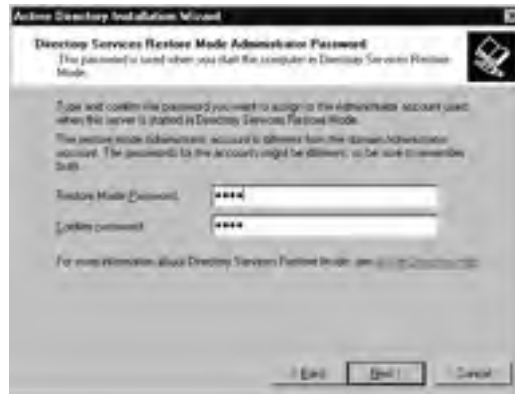 Active Directory Installation Wizard
Directory Services Restore Mode Administrator Password
This password is used when you start the computer in Directory Services Restore
Mode.
Type and confirm the password you want to assign to the Administrator account used
when this server is started in Directory Services Restore Mode.
The restore mode Administrator account is different from the domain Administrator
account. The passwords for the accounts might be different, so be sure to remember
both.
Restore Mode Password:
••••
Confirm password:
••••
For more information about Directory Services Restore Mode, see Active Directory Help.
< Back
Next >
Cancel